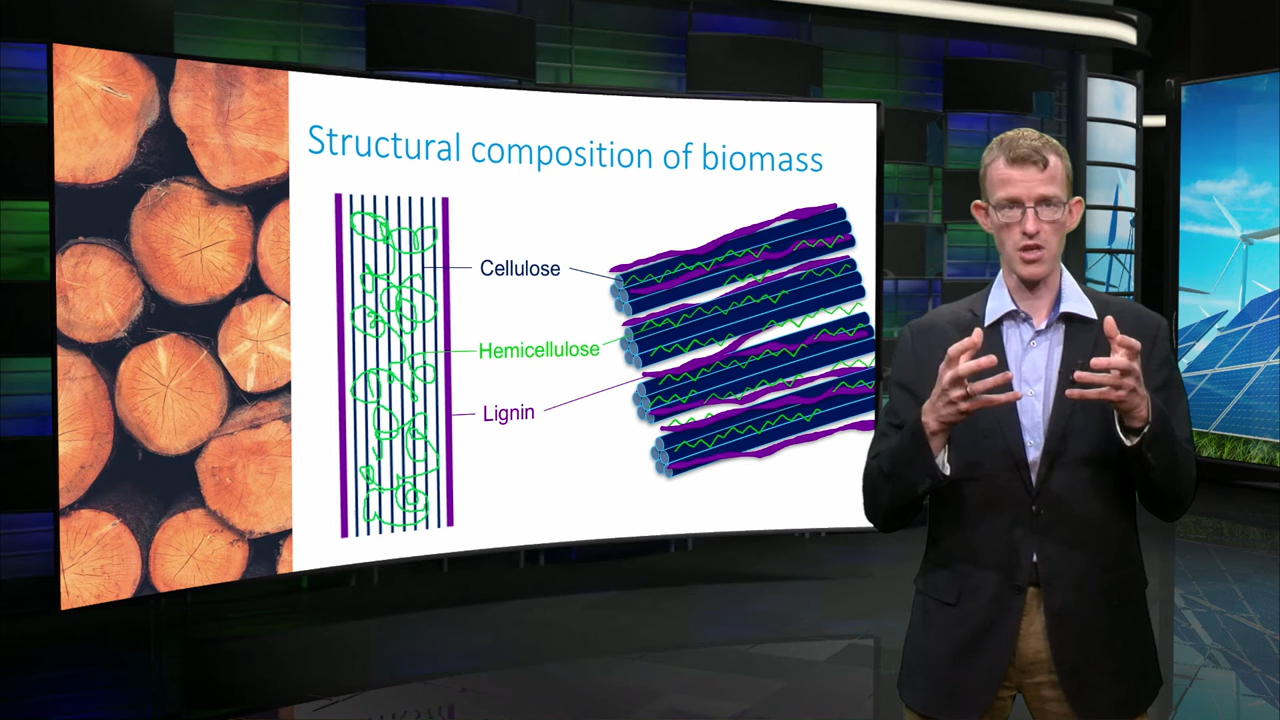 Structural composition of biomass
Cellulose
Hemicellulose
Lignin